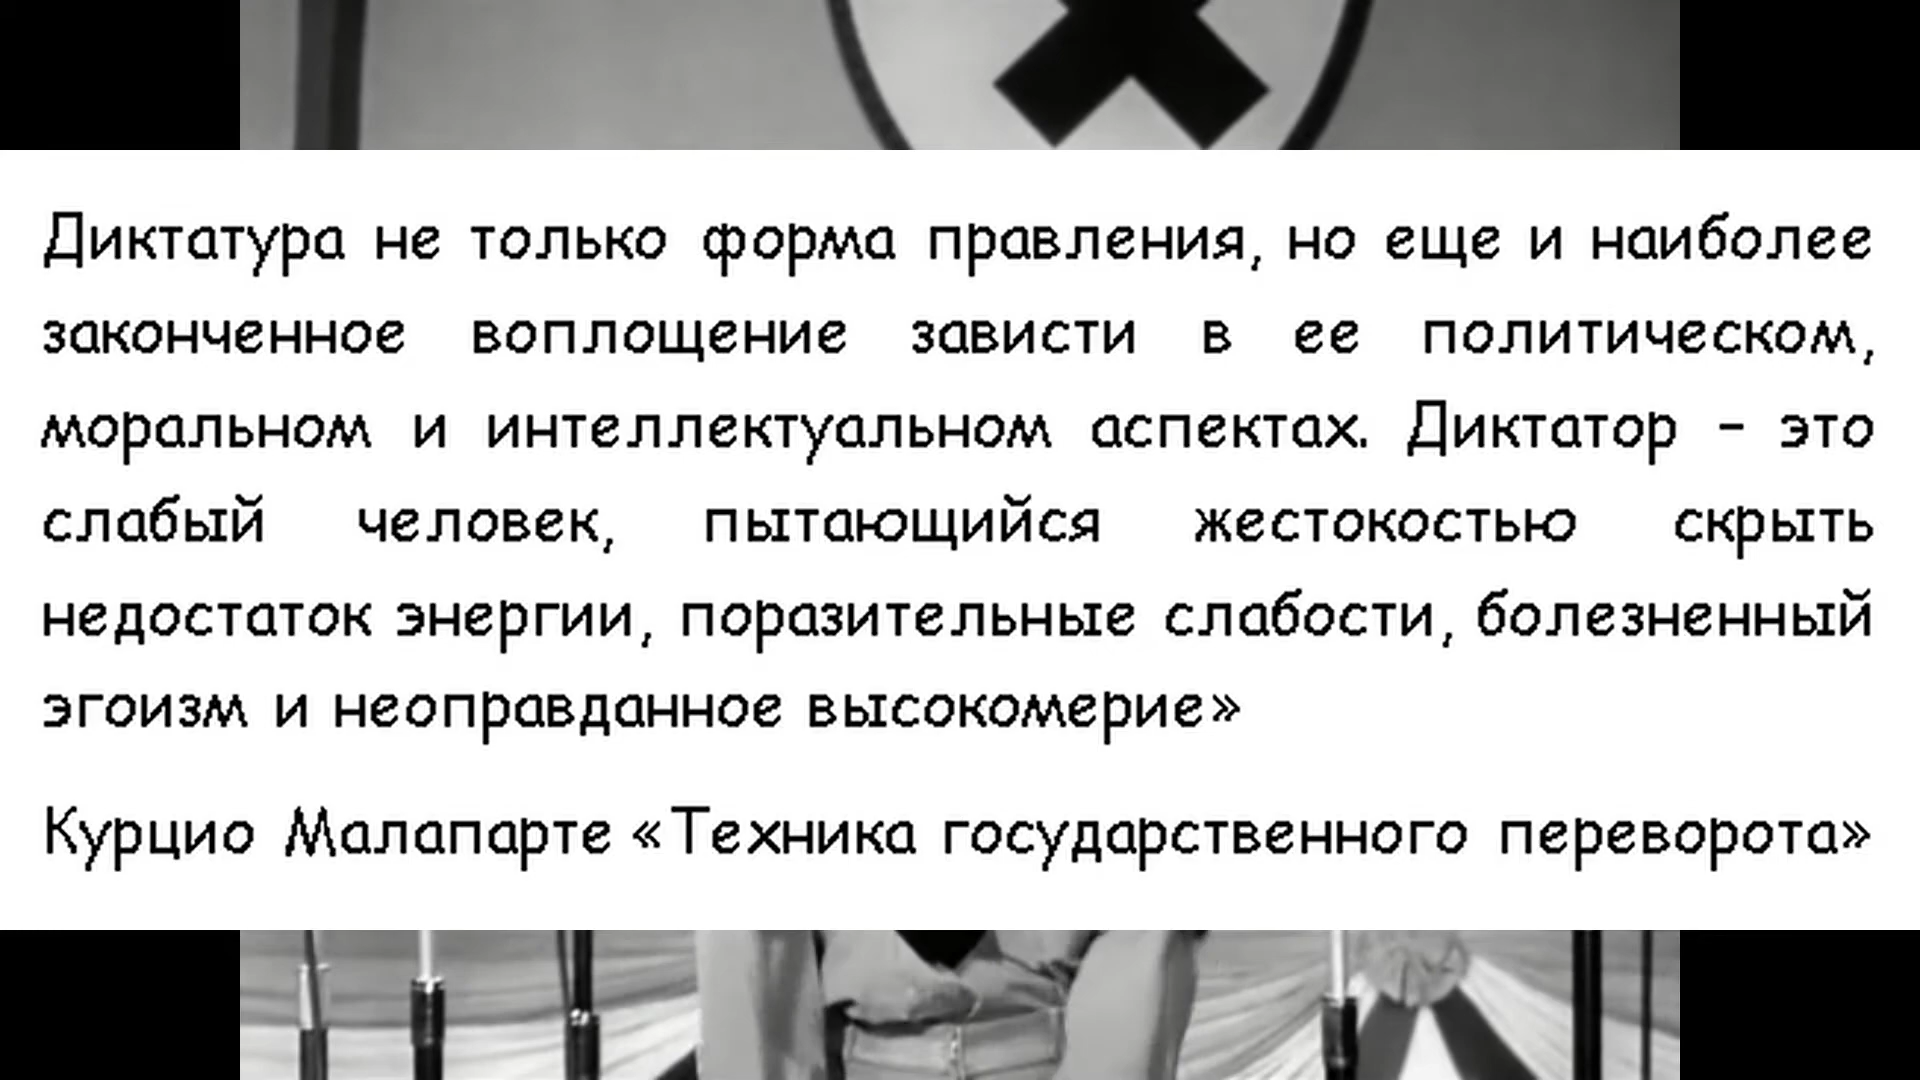 Диктатура не только форма правления, но еще и наиболее
законченное воплощение зависти в ее политическом,
моральном и интеллектуальном аспектах. Диктатор – это
слабый человек, пытающийся жестокостью скрыть
недостаток энергии, поразительные слабости, болезненный
эгоизм и неоправданное высокомерие»
Курцио Малапарте «Техника государственного переворота»